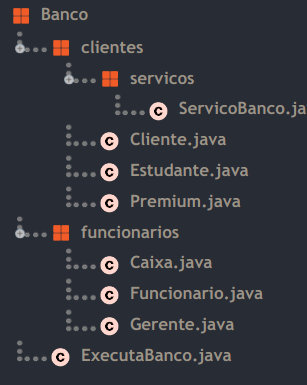 Banco
clientes
servicos
ServicoBanco.ja
C Cliente.java
C Estudante.java
C Premium.java
funcionarios
C Caixa.java
C Funcionario.java
C Gerente.java
C ExecutaBanco.java